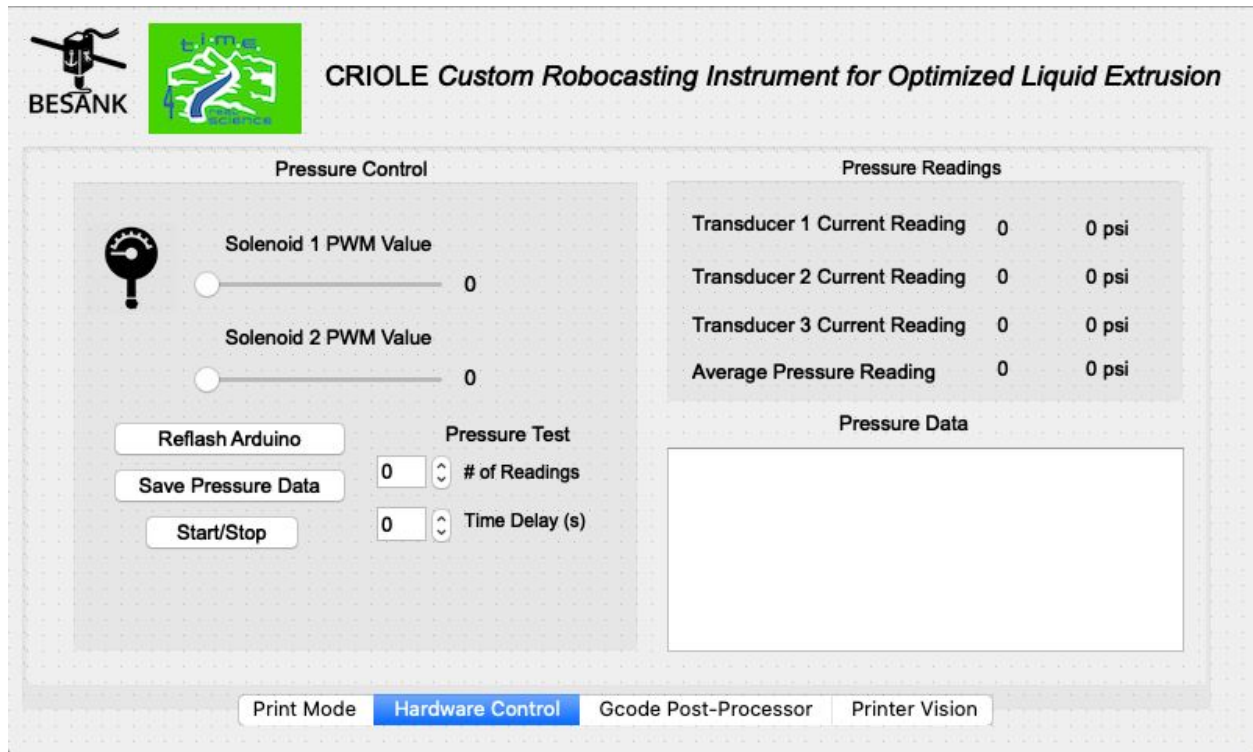 t.i.m.e.
4
real
science
BESANK
CRIOLE Custom Robocasting Instrument for Optimized Liquid Extrusion
Pressure Control
Solenoid 1 PWM Value
0
Solenoid 2 PWM Value
0
Reflash Arduino
Save Pressure Data
Start/Stop
Pressure Test
0 # of Readings
0 Time Delay (s)
Pressure Readings
Transducer 1 Current Reading 0 0 psi
Transducer 2 Current Reading 0 0 psi
Transducer 3 Current Reading 0 0 psi
Average Pressure Reading 0 0 psi
Pressure Data
Print Mode Hardware Control Gcode Post-Processor Printer Vision